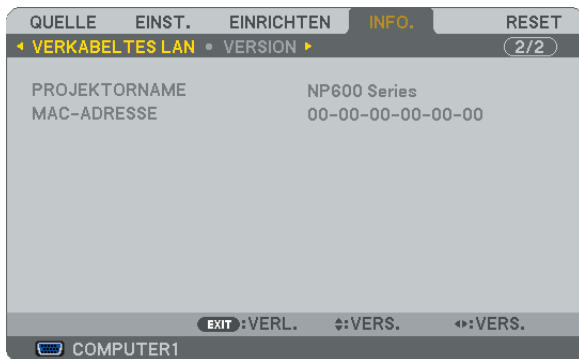 QUELLE EINST. EINRICHTEN INFO. RESET
VERKABELTES LAN • VERSION 2/2
PROJEKTORNAME NP600 Series
MAC-ADRESSE 00-00-00-00-00-00
EXIT:VERL. :VERS. :VERS.
COMPUTER1